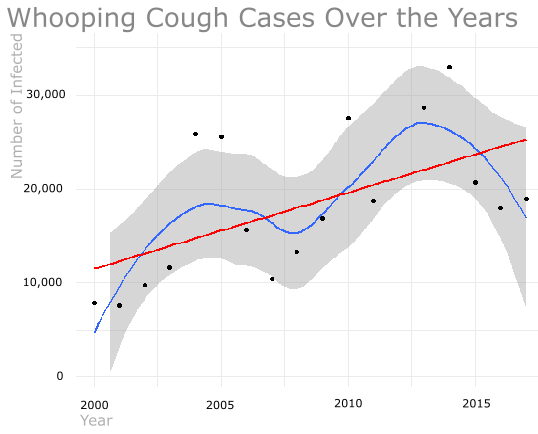 Whooping Cough Cases Over the Years
Number of Infected
30,000
20,000
10,000
0
2000
2005
2010
2015
Year